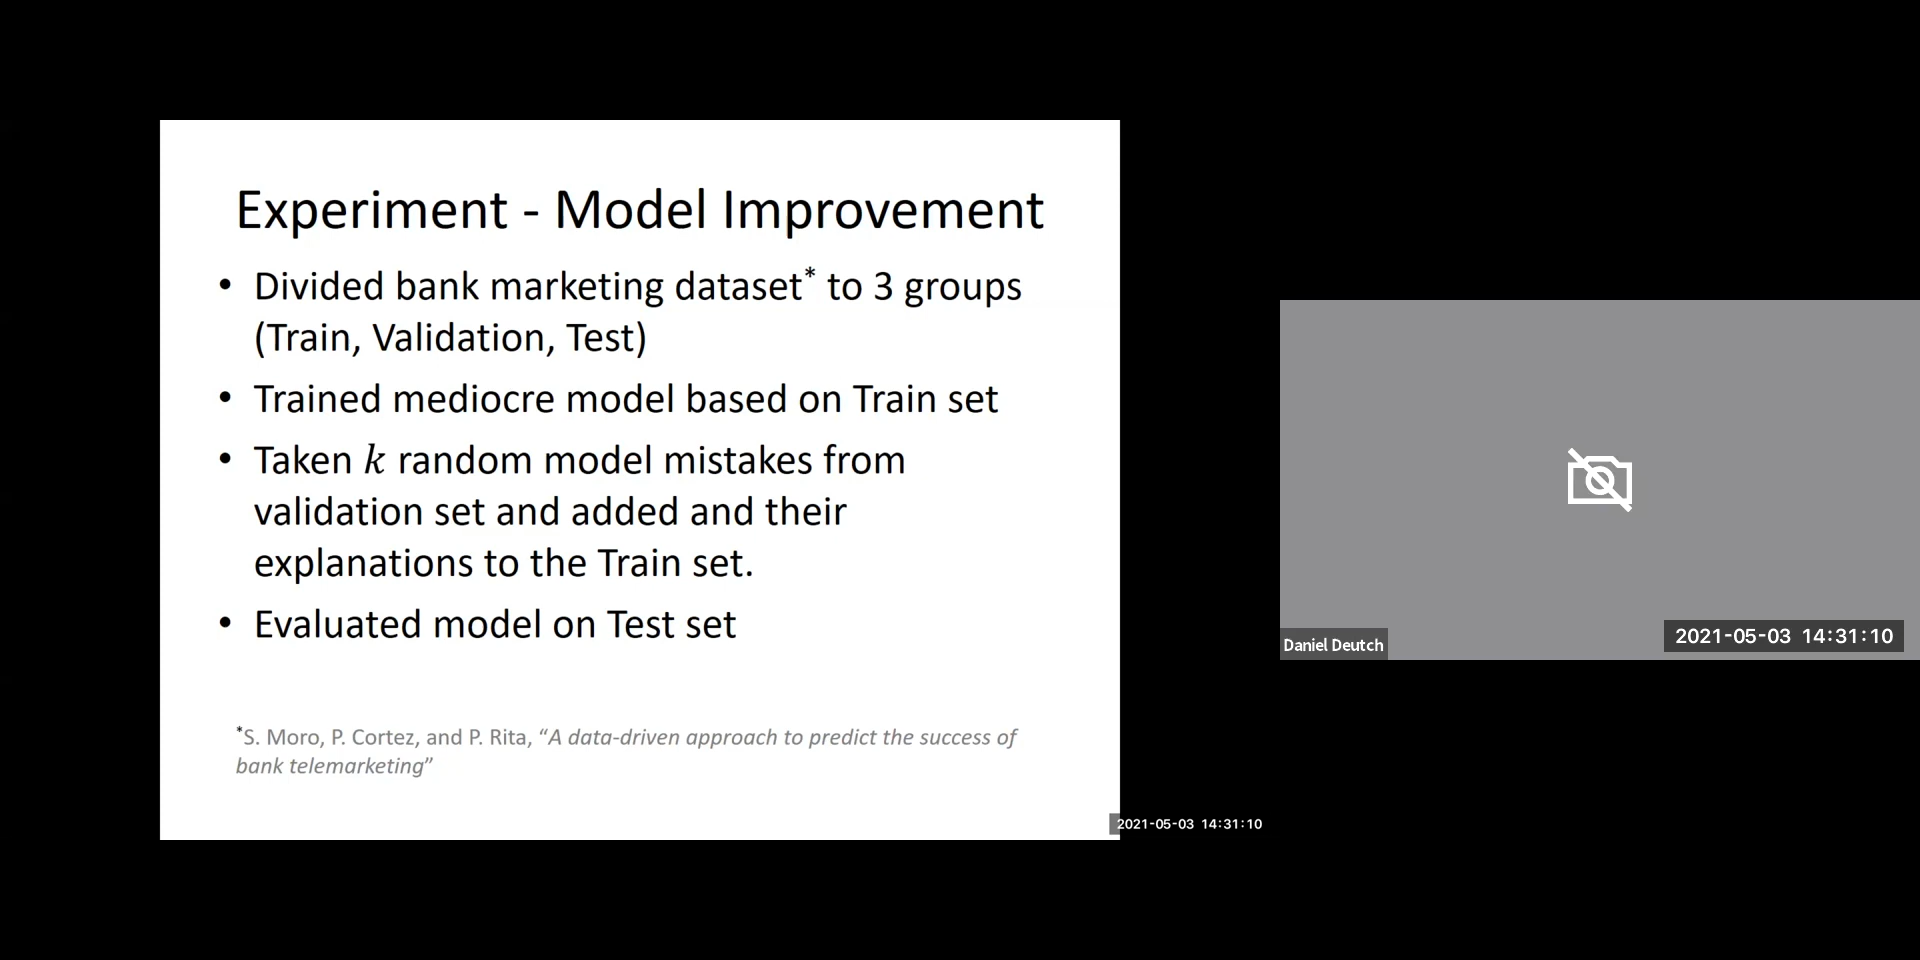 Experiment - Model Improvement
• Divided bank marketing dataset* to 3 groups
(Train, Validation, Test)
• Trained mediocre model based on Train set
• Taken k random model mistakes from
validation set and added and their
explanations to the Train set.
• Evaluated model on Test set
*S. Moro, P. Cortez, and P. Rita, “A data-driven approach to predict the success of
bank telemarketing”
2021-05-03 14:31:10
Daniel Deutch
2021-05-03 14:31:10